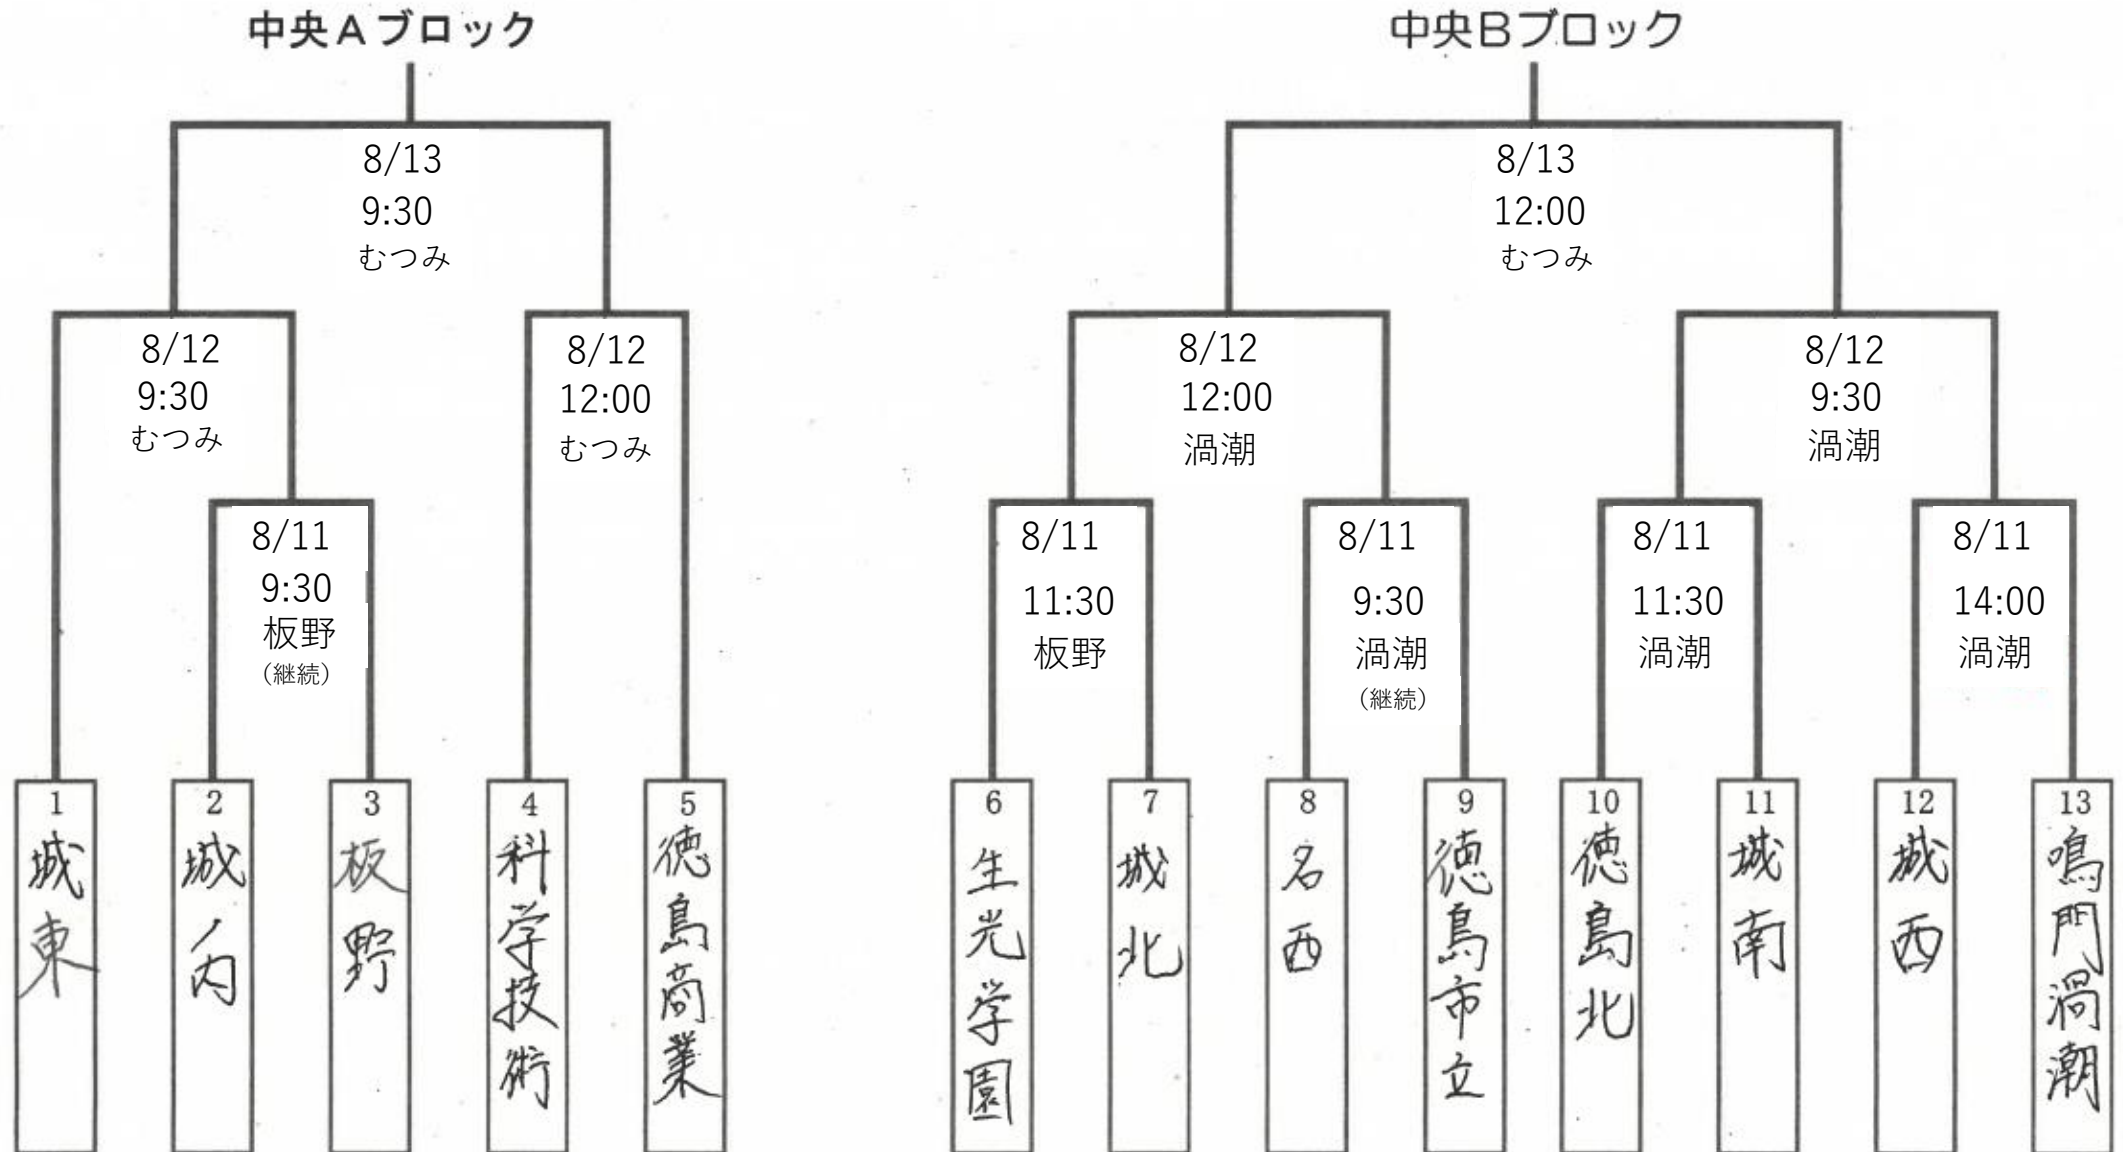 中央Aブロック
8/13
9:30
むつみ
8/12
9:30
むつみ
8/12
12:00
むつみ
8/11
9:30
板野
(継続)
1
城東
2
城ノ内
3
板野
4
科学技術
5
徳島商業
中央Bブロック
8/13
12:00
むつみ
8/12
12:00
渦潮
8/12
9:30
渦潮
8/11
11:30
板野
8/11
9:30
渦潮
(継続)
8/11
11:30
渦潮
8/11
14:00
渦潮
6
生光学園
7
城北
8
名西
9
徳島市立
10
徳島北
11
城南
12
城西
13
鳴門渦潮